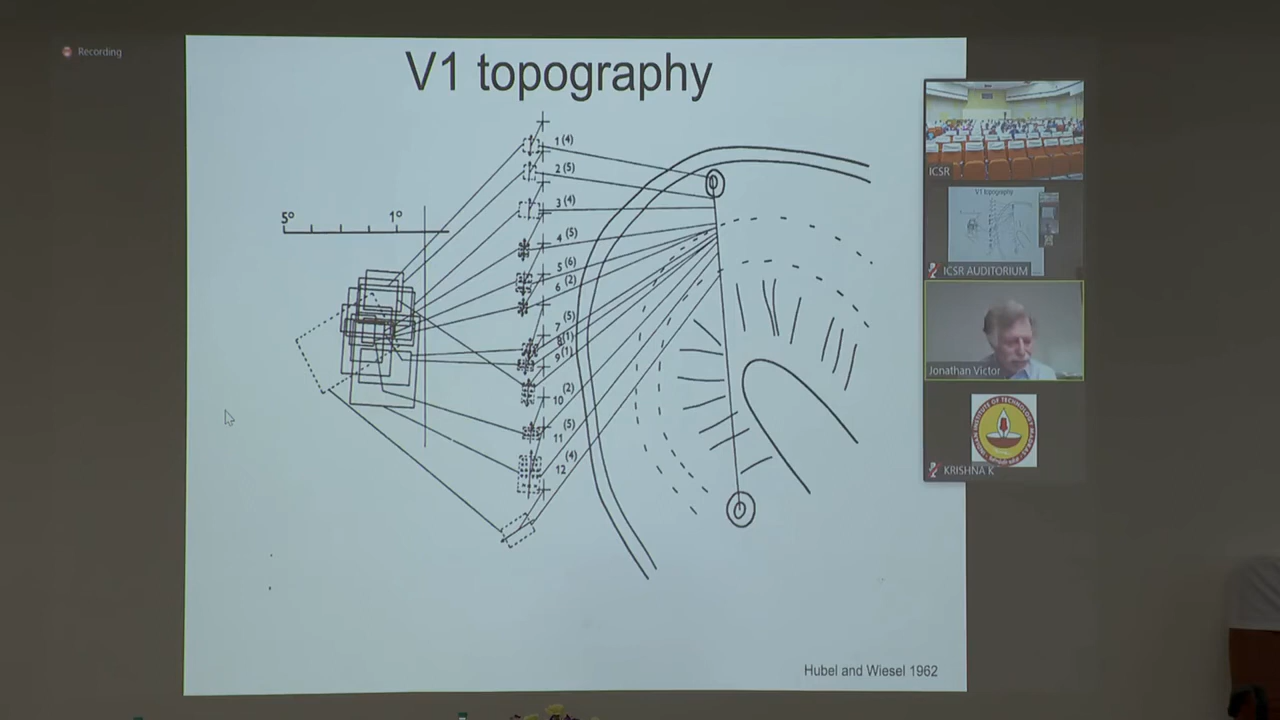 Recording
V1 topography
5°
1°
1 (4)
2 (5)
3 (4)
4 (5)
5 (6)
6 (2)
7 (5)
8 (1)
9 (1)
10 (2)
11 (5)
12 (4)
Hubel and Wiesel 1962
ICSR
V1 topography
ICSR AUDITORIUM
Jonathan Victor
KRISHNA K